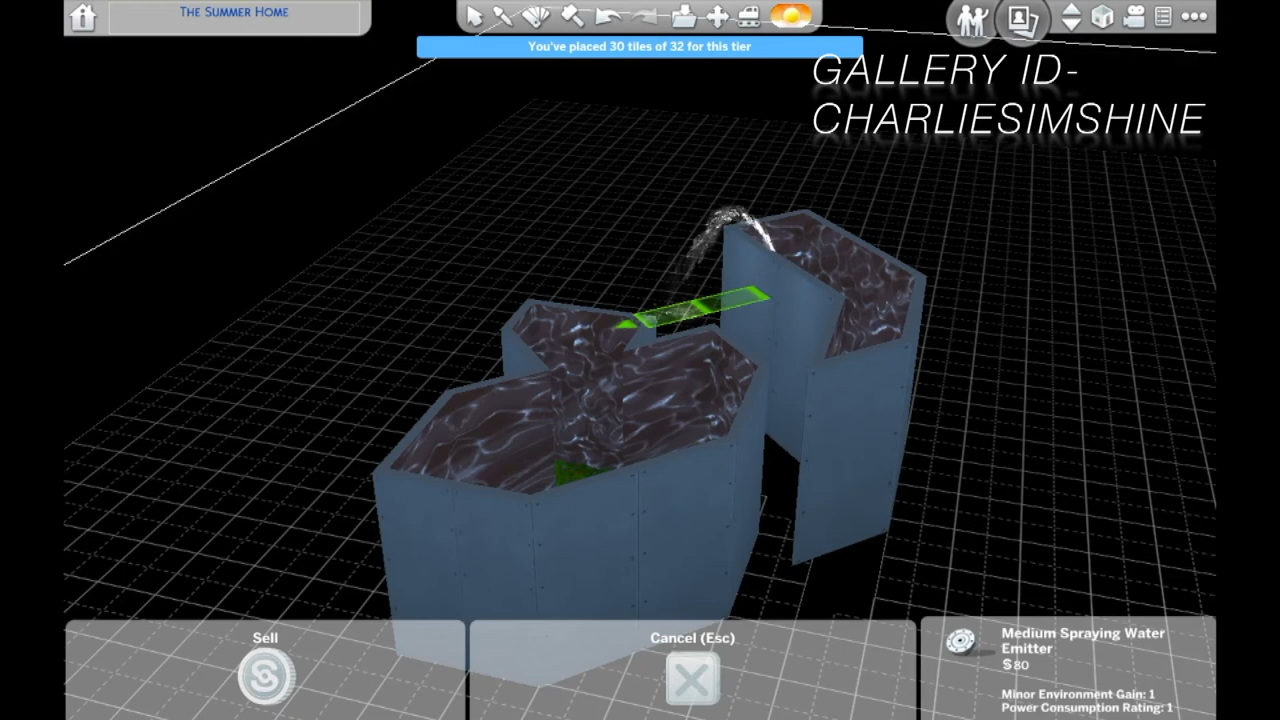 The Summer Home
You've placed 30 tiles of 32 for this tier
GALLERY ID-
CHARLIESIMSHINE
Sell
Cancel (Esc)
Medium Spraying Water
Emitter
§80
Minor Environment Gain: 1
Power Consumption Rating: 1